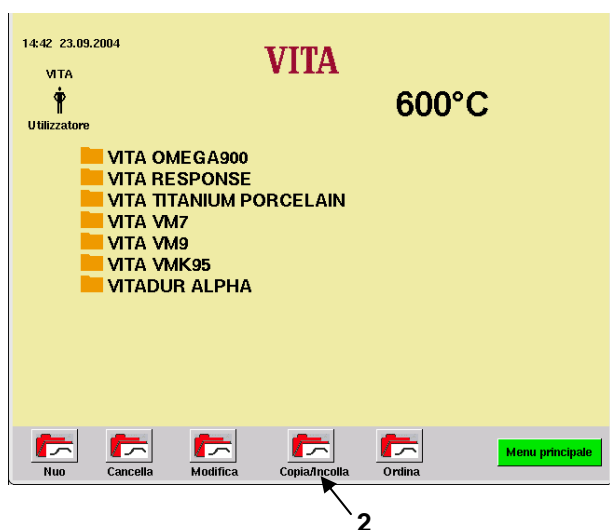 14:42 23.09.2004
VITA
VITA
600°C
Utilizzatore
VITA OMEGA900
VITA RESPONSE
VITA TITANIUM PORCELAIN
VITA VM7
VITA VM9
VITA VMK95
VITADUR ALPHA
Nuo
Cancella
Modifica
Copia/Incolla
Ordina
Menu principale
2